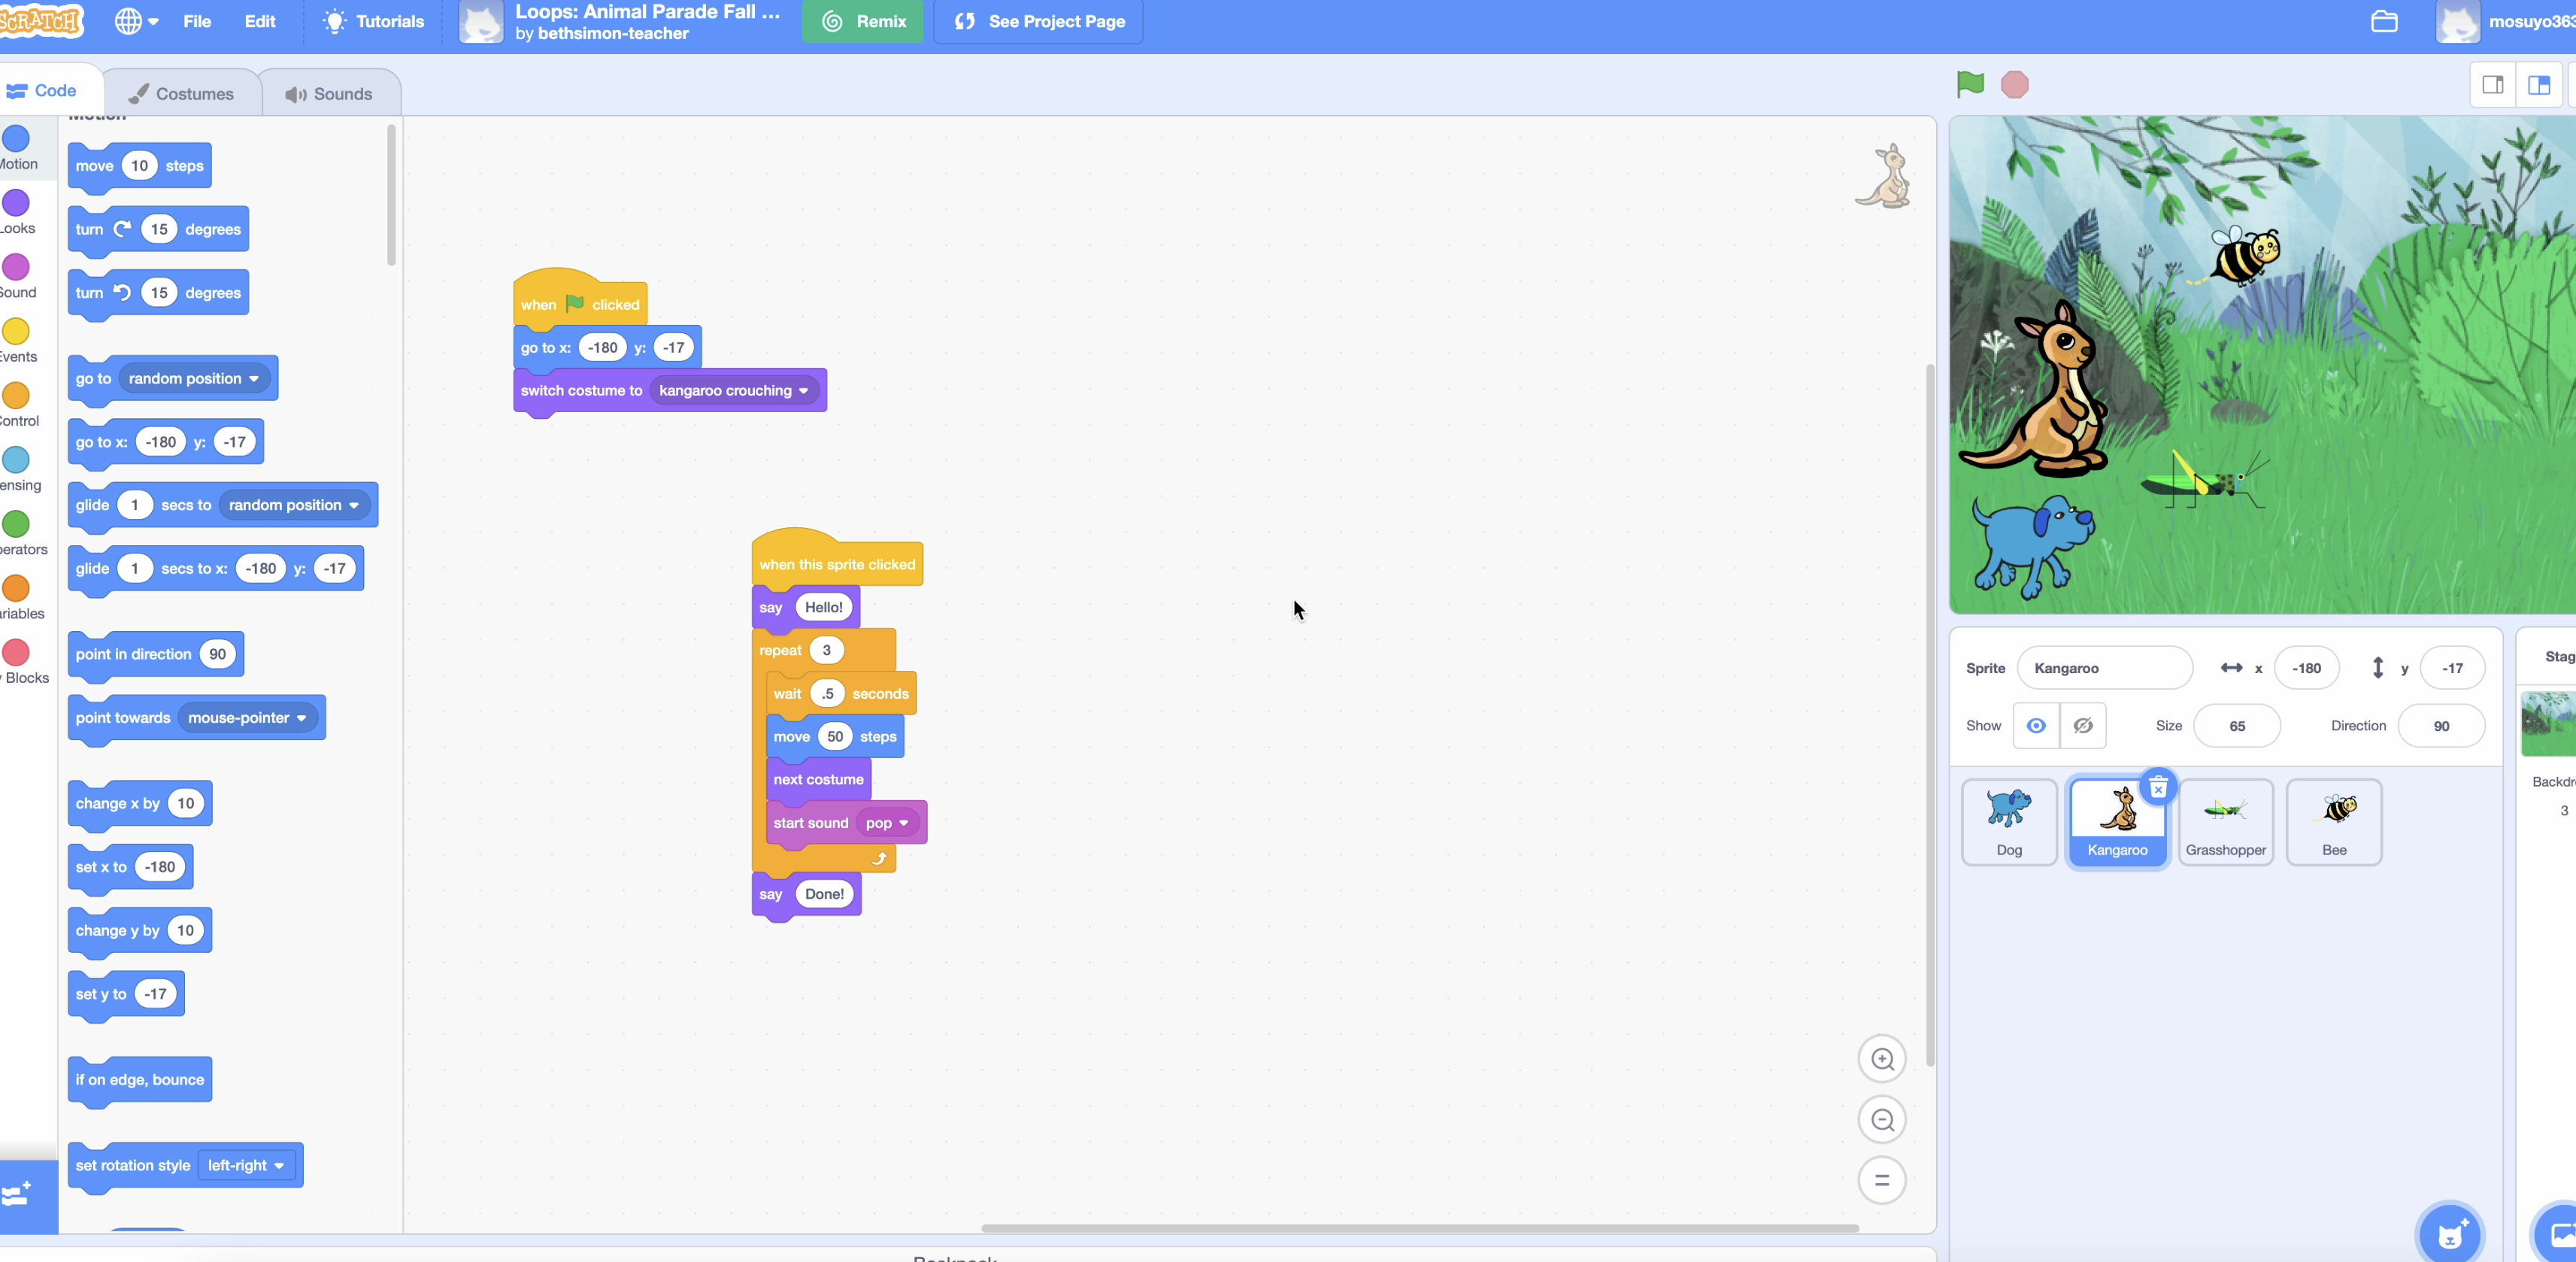 SCRATCH
File
Edit
Tutorials
Loops: Animal Parade Fall ...
by bethsimon-teacher
Remix
See Project Page
mosuyo363
Code
Costumes
Sounds
Motion
Looks
Sound
Events
Control
ensing
perators
ariables
y Blocks
Motion
move 10 steps
turn 15 degrees
turn 15 degrees
go to random position
go to x: -180 y: -17
glide 1 secs to random position
glide 1 secs to x: -180 y: -17
point in direction 90
point towards mouse-pointer
change x by 10
set x to -180
change y by 10
set y to -17
if on edge, bounce
set rotation style left-right
when clicked
go to x: -180 y: -17
switch costume to kangaroo crouching
when this sprite clicked
say Hello!
repeat 3
wait .5 seconds
move 50 steps
next costume
start sound pop
say Done!
Sprite Kangaroo x -180 y -17
Show Size 65 Direction 90
Dog
Kangaroo
Grasshopper
Bee
Stag
Backdr
3
Backpack